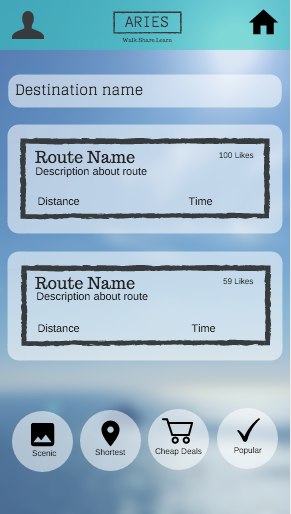 ARIES
Walk.Share.Learn
Destination name
Route Name
100 Likes
Description about route
Distance
Time
Route Name
59 Likes
Description about route
Distance
Time
Scenic
Shortest
Cheap Deals
Popular